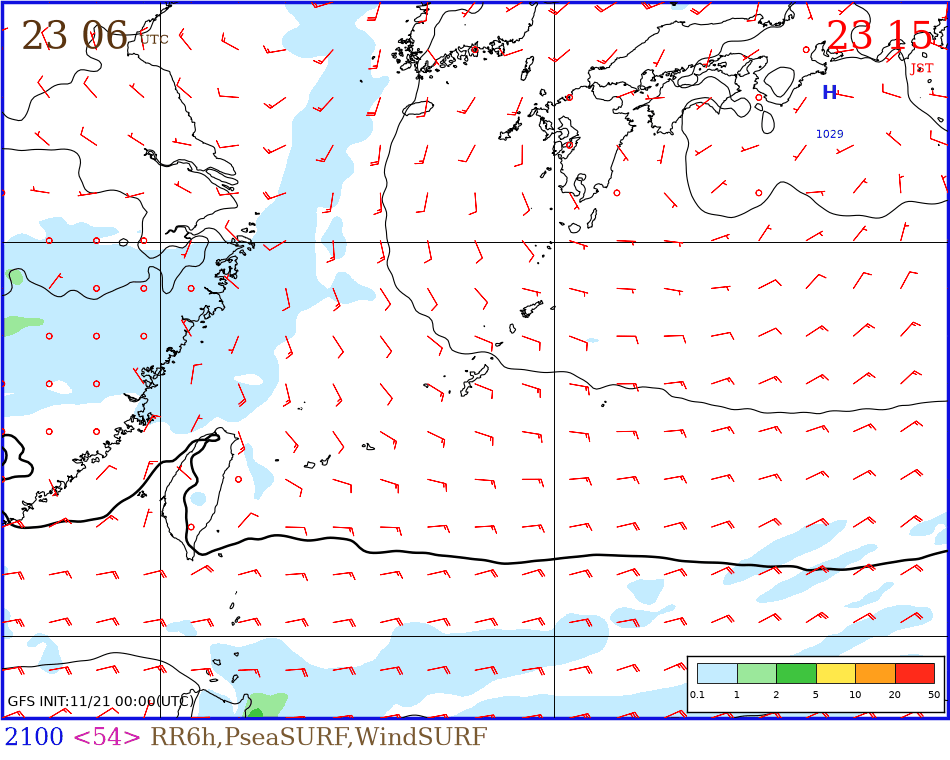 23 06 UTC
23 15
JST
H
1029
0.1 1 2 5 10 20 50
GFS INIT:11/21 00:00(UTC)
2100 <54> RR6h,PseaSURF,WindSURF